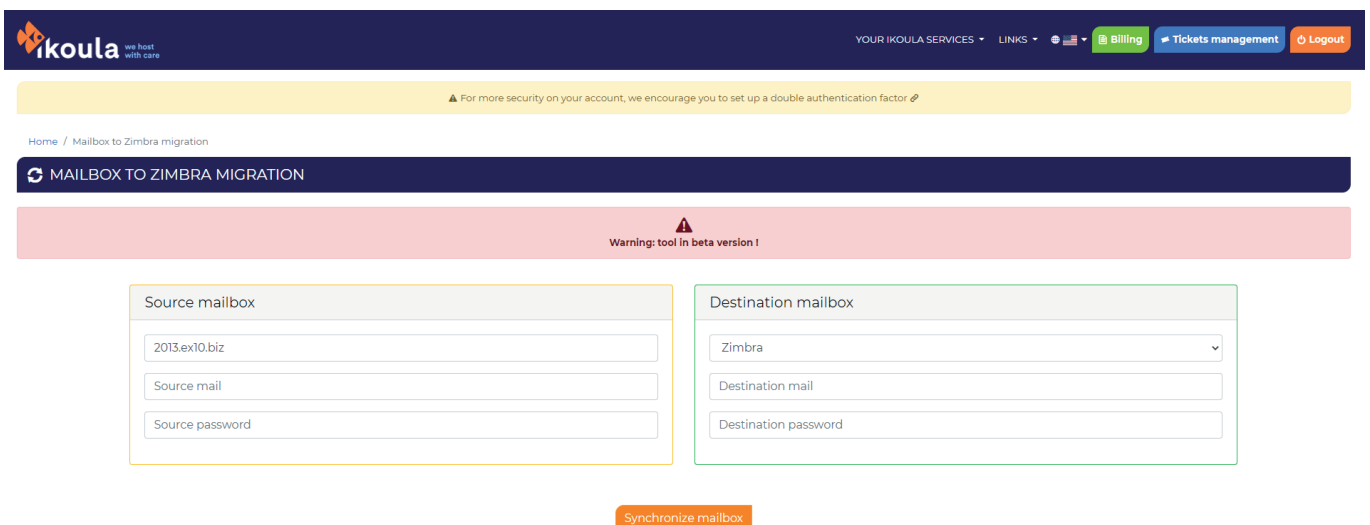 ikoula we host with care
YOUR IKOULA SERVICES LINKS Billing Tickets management Logout
For more security on your account, we encourage you to set up a double authentication factor
Home / Mailbox to Zimbra migration
MAILBOX TO ZIMBRA MIGRATION
Warning: tool in beta version !
Source mailbox
2013.ex10.biz
Source mail
Source password
Destination mailbox
Zimbra
Destination mail
Destination password
Synchronize mailbox